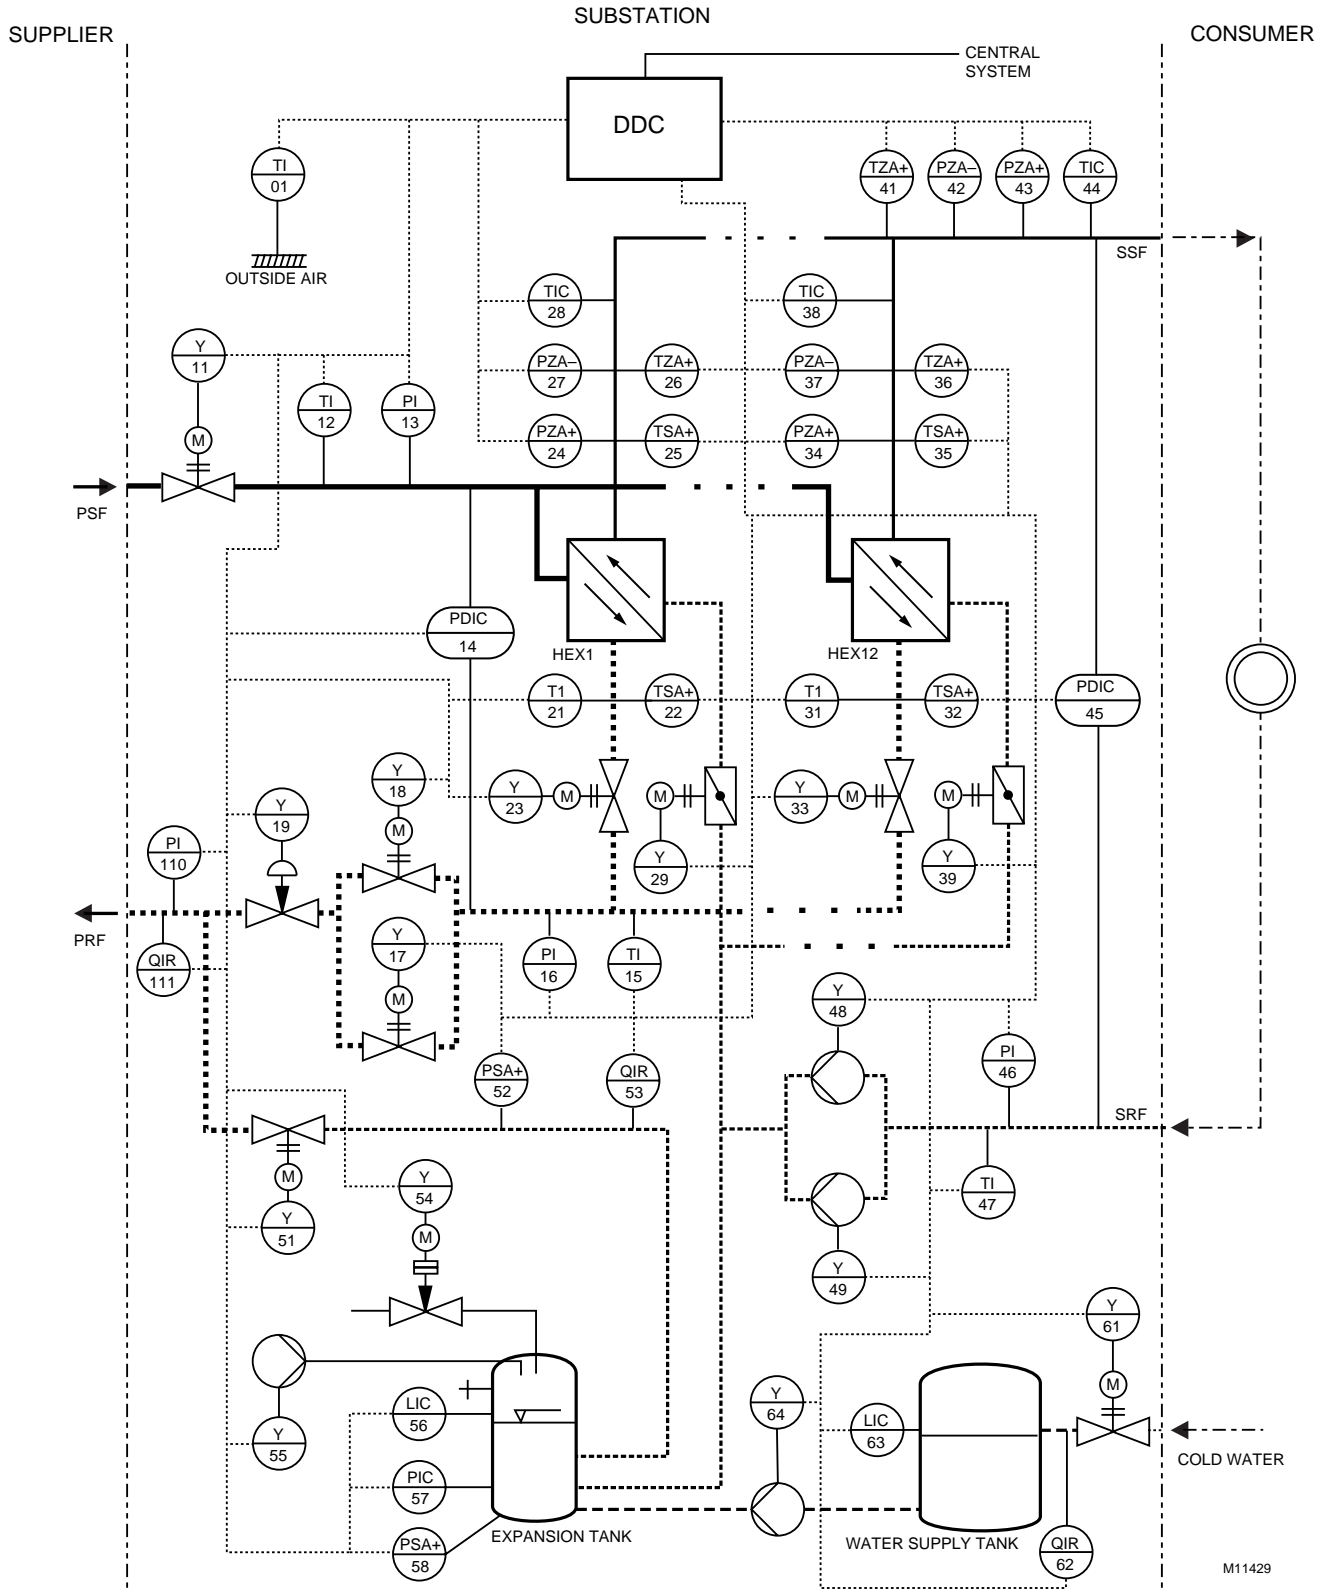 SUBSTATION
SUPPLIER
CONSUMER
CENTRAL
SYSTEM
DDC
TI
01
TZA+
41
PZA–
42
PZA+
43
TIC
44
OUTSIDE AIR
SSF
TIC
28
TIC
38
Y
11
PZA–
27
TZA+
26
PZA–
37
TZA+
36
TI
12
PI
13
PZA+
24
TSA+
25
PZA+
34
TSA+
35
M
PSF
PDIC
14
HEX1
HEX12
T1
21
TSA+
22
T1
31
TSA+
32
PDIC
45
Y
18
Y
23
M
M
Y
33
M
M
Y
19
M
PI
110
Y
29
Y
39
PRF
Y
17
QIR
111
PI
16
TI
15
M
Y
48
PSA+
52
QIR
53
PI
46
SRF
M
Y
54
TI
47
Y
51
M
Y
49
Y
61
M
Y
64
LIC
56
LIC
63
Y
55
COLD WATER
PIC
57
EXPANSION TANK
WATER SUPPLY TANK
PSA+
58
QIR
62
M11429